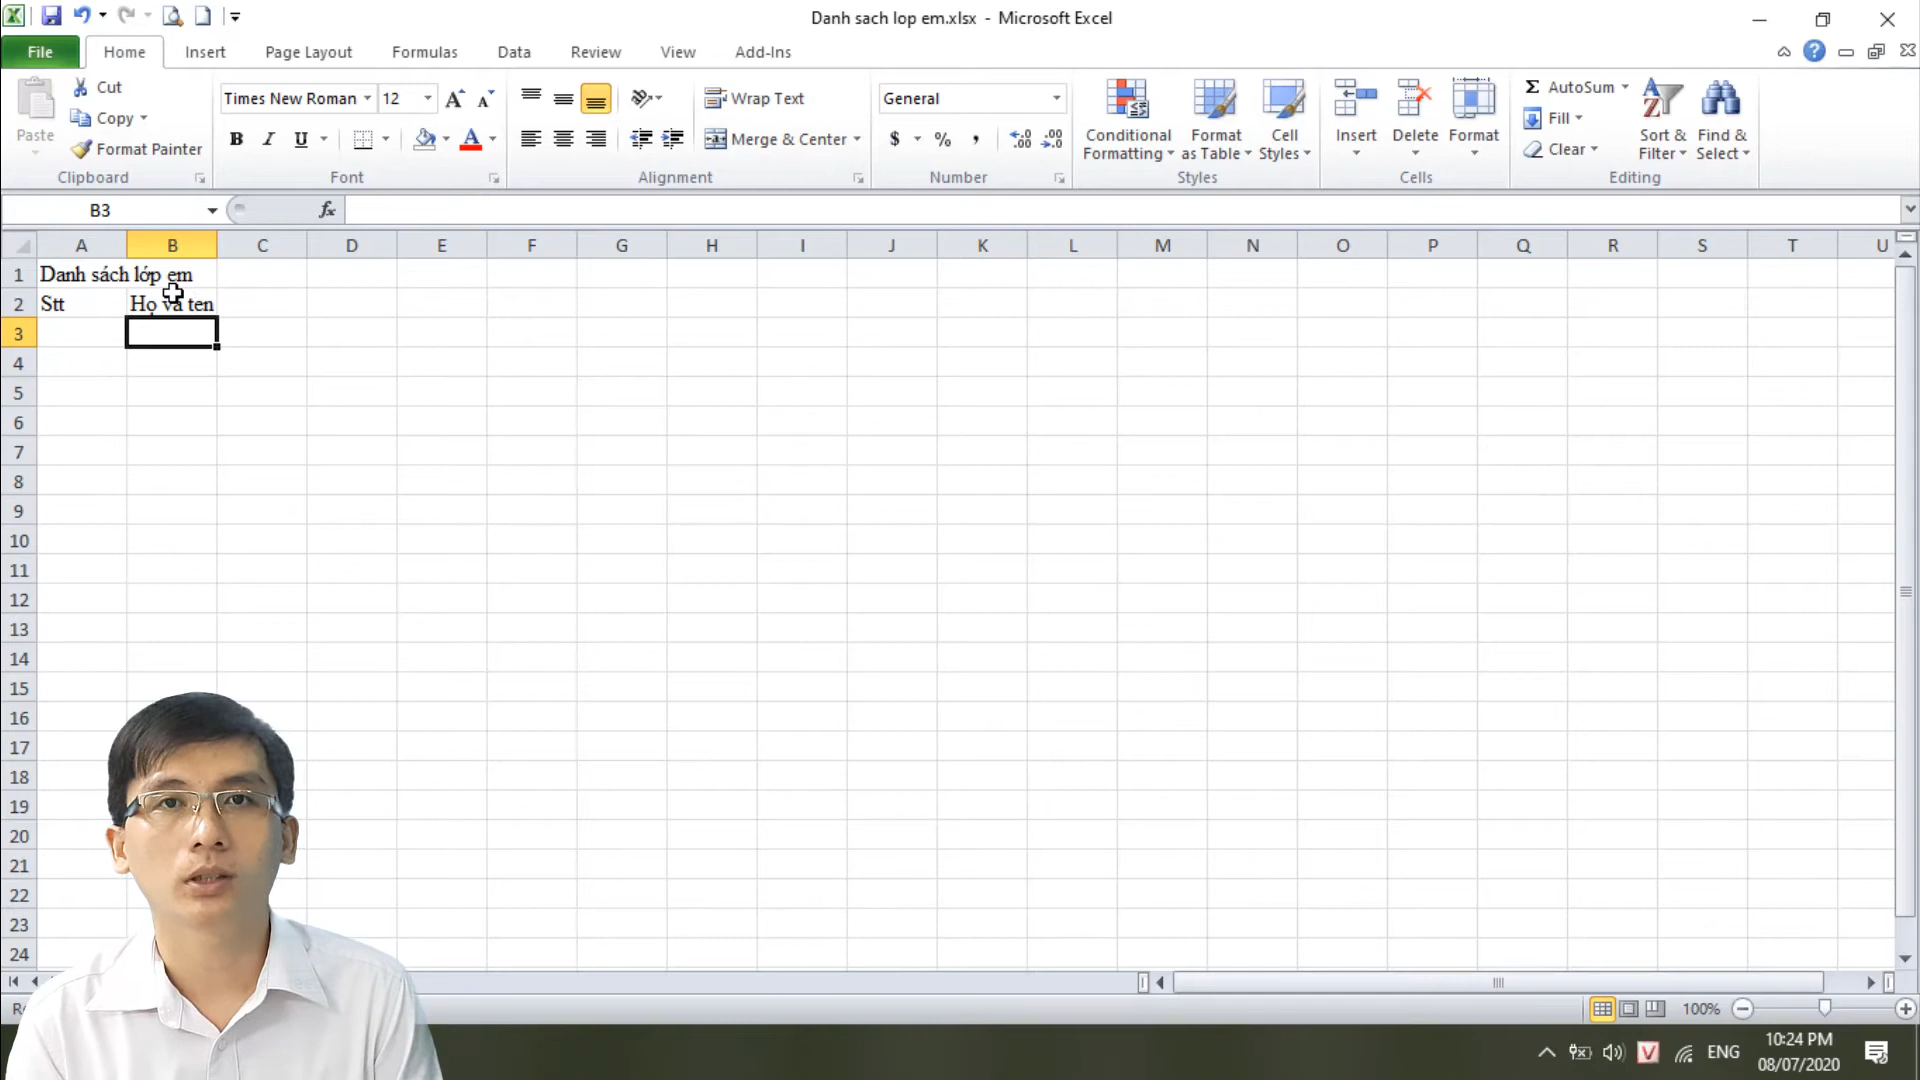 Danh sach lop em.xlsx - Microsoft Excel
File Home Insert Page Layout Formulas Data Review View Add-Ins
Paste
Cut
Copy
Format Painter
Clipboard
Times New Roman 12
B I U A
Font
Wrap Text
Merge & Center
Alignment
General
$ % ,
Number
Conditional Formatting
Format as Table
Cell Styles
Styles
Insert
Delete
Format
Cells
Σ AutoSum
Fill
Clear
Sort & Filter
Find & Select
Editing
B3 fx
A B C D E F G H I J K L M N O P Q R S T U
1 Danh sách lớp em
2 Stt
3
4
5
6
7
8
9
10
11
12
13
14
15
16
17
18
19
20
21
22
23
24
100%
ENG
10:24 PM
08/07/2020